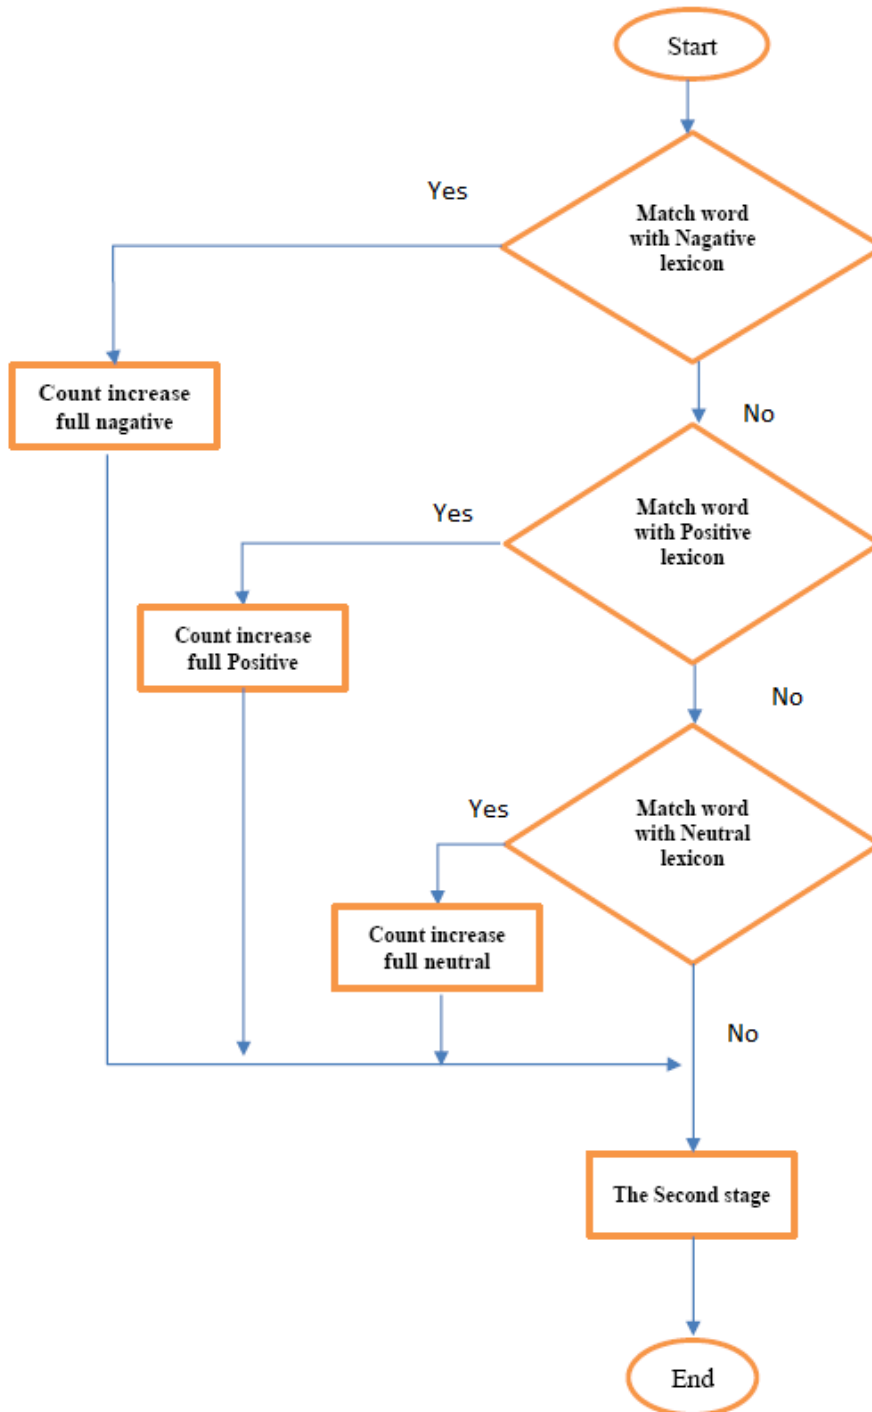 Start
Yes
Match word
with Nagative
lexicon
Count increase
full nagative
No
Yes
Match word
with Positive
lexicon
Count increase
full Positive
No
Yes
Match word
with Neutral
lexicon
Count increase
full neutral
No
The Second stage
End